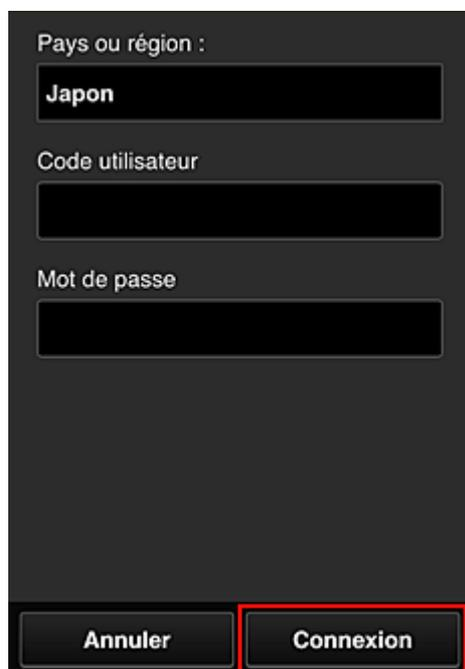 Pays ou région :
Japon
Code utilisateur
Mot de passe
Annuler
Connexion